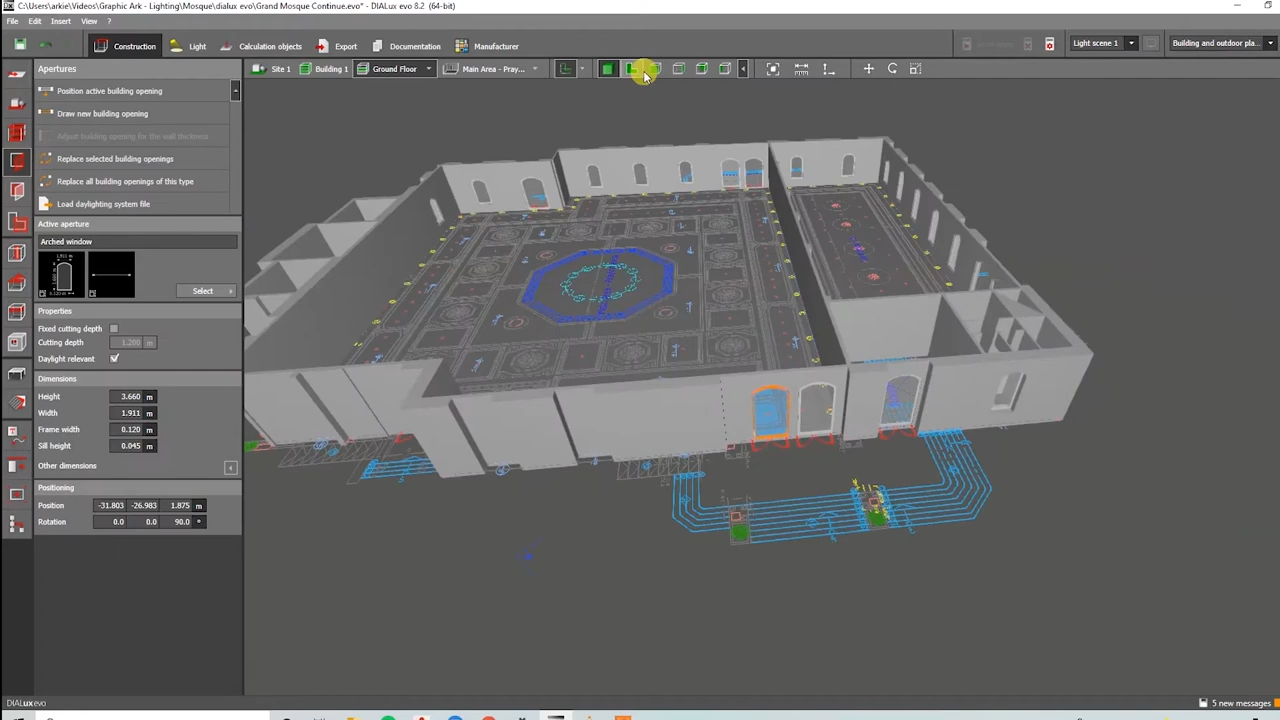 C:\Users\arkie\Videos\Graphic Ark - Lighting\Mosque\dialux evo\Grand Mosque Continue.evo* - DIALux evo 8.2 (64-bit)
File Edit Insert View ?
Construction Light Calculation objects Export Documentation Manufacturer Light scene 1 Building and outdoor pla...
Apertures Site 1 Building 1 Ground Floor Main Area - Pray...
Position active building opening
Draw new building opening
Adjust building opening for the wall thickness
Replace selected building openings
Replace all building openings of this type
Load daylighting system file
Active aperture
Arched window
Select
Properties
Fixed cutting depth
Cutting depth 1.200 m
Daylight relevant
Dimensions
Height 3.660 m
Width 1.911 m
Frame width 0.120 m
Sill height 0.045 m
Other dimensions
Positioning
Position -31.803 -26.983 1.875 m
Rotation 0.0 0.0 90.0 °
DIALux evo 5 new messages